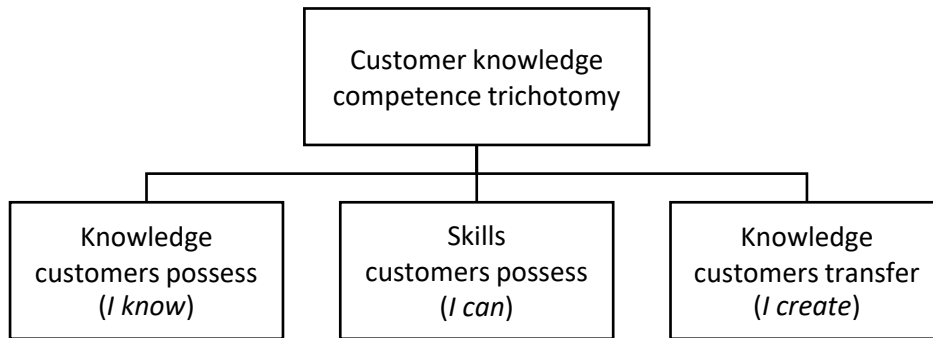 Customer knowledge
competence trichotomy
Knowledge
customers possess
(I know)
Skills
customers possess
(I can)
Knowledge
customers transfer
(I create)